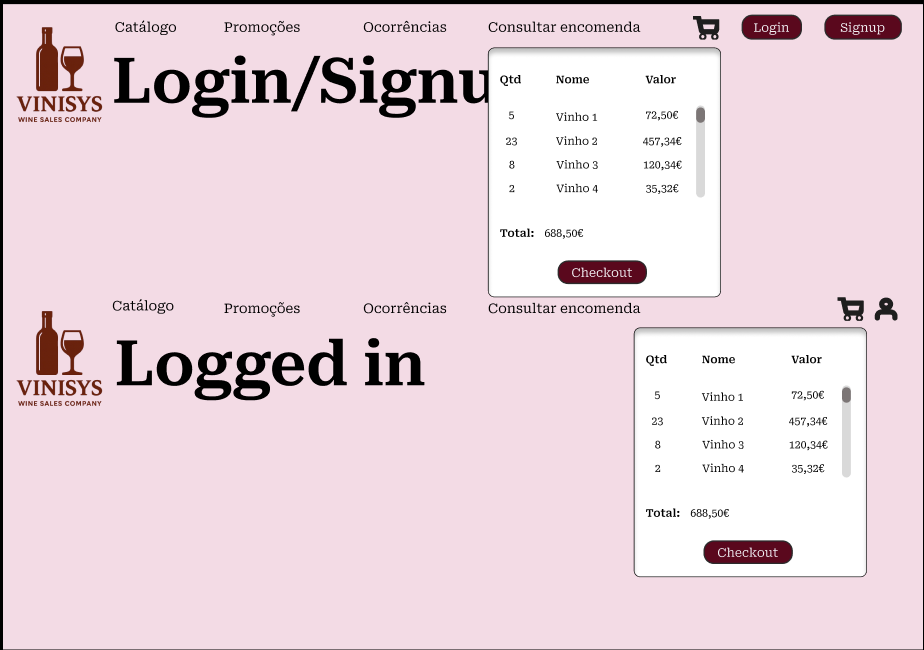 Catálogo Promoções Ocorrências Consultar encomenda Login Signup
VINISYS
WINE SALES COMPANY
Login/Signu
Qtd Nome Valor
5 Vinho 1 72,50€
23 Vinho 2 457,34€
8 Vinho 3 120,34€
2 Vinho 4 35,32€
Total: 688,50€
Checkout
Catálogo Promoções Ocorrências Consultar encomenda
VINISYS
WINE SALES COMPANY
Logged in
Qtd Nome Valor
5 Vinho 1 72,50€
23 Vinho 2 457,34€
8 Vinho 3 120,34€
2 Vinho 4 35,32€
Total: 688,50€
Checkout